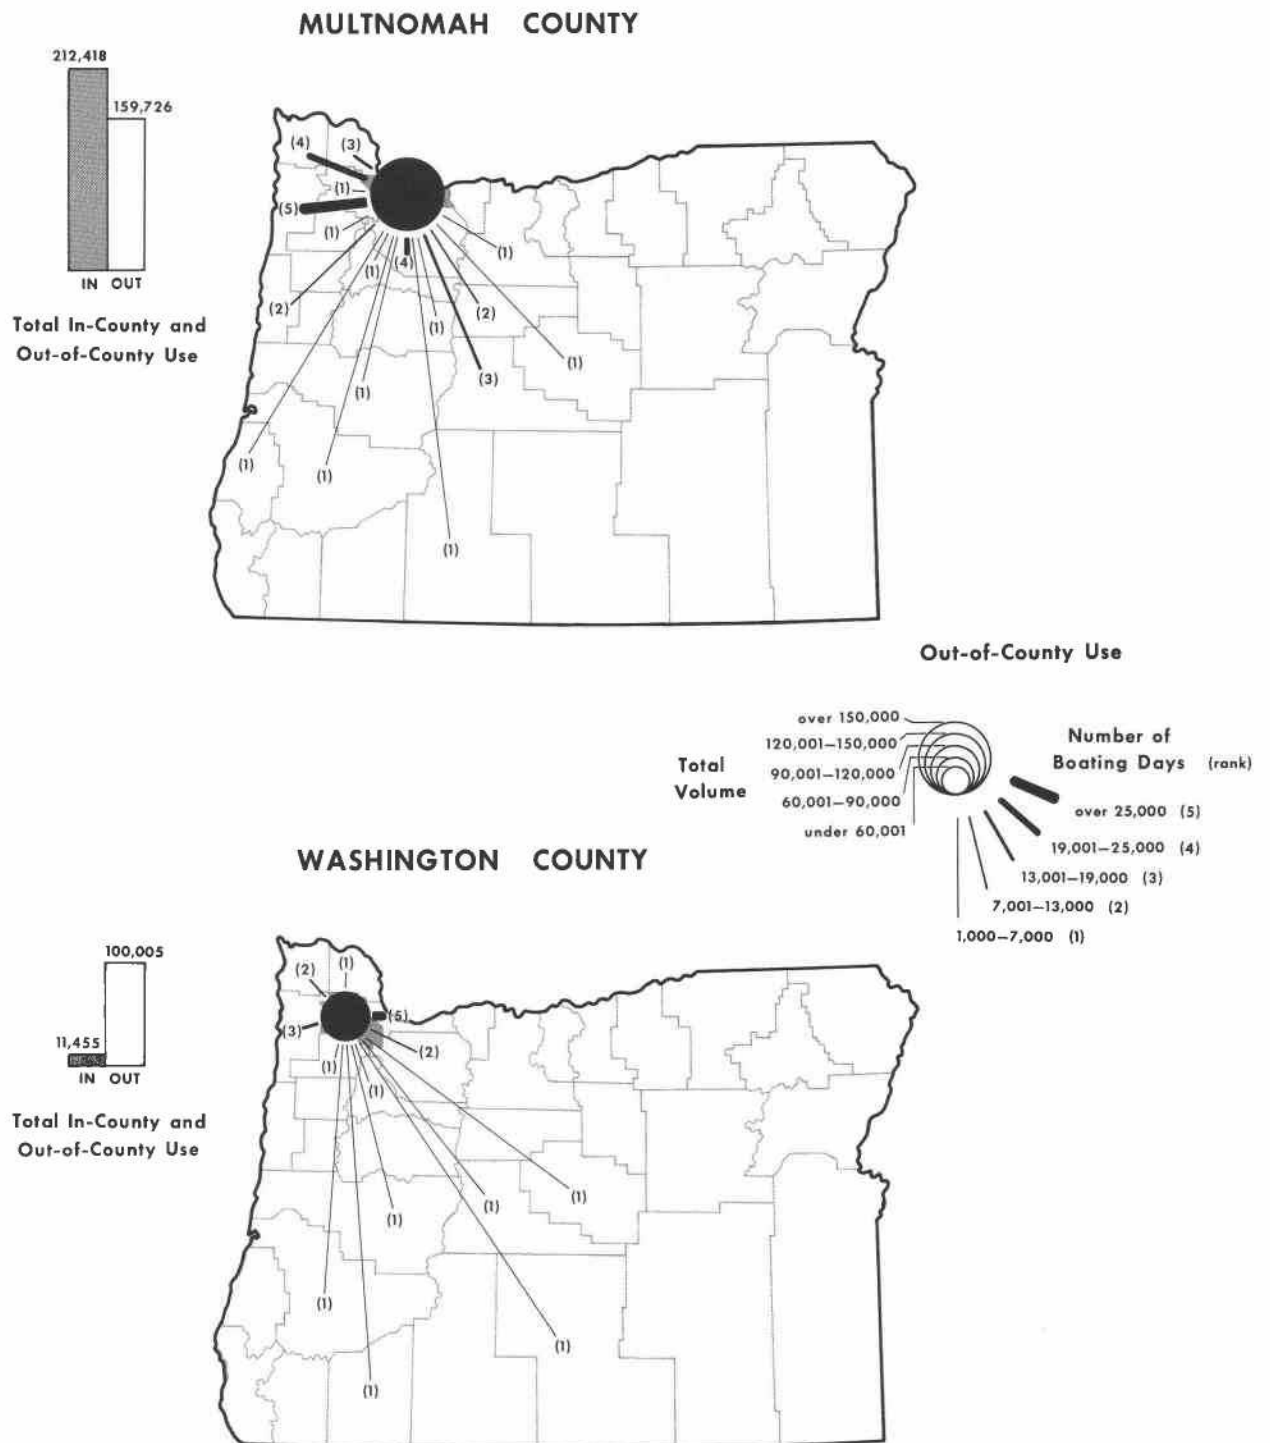 MULTNOMAH COUNTY
212,418
159,726
IN OUT
Total In-County and
Out-of-County Use
(4)
(3)
(1)
(5)
(1)
(1)
(4)
(1)
(2)
(1)
(2)
(1)
(3)
(1)
(1)
(1)
(1)
Out-of-County Use
Total
Volume
over 150,000
120,001–150,000
90,001–120,000
60,001–90,000
under 60,001
Number of
Boating Days (rank)
over 25,000 (5)
19,001–25,000 (4)
13,001–19,000 (3)
7,001–13,000 (2)
1,000–7,000 (1)
WASHINGTON COUNTY
100,005
11,455
IN OUT
Total In-County and
Out-of-County Use
(2)
(1)
(3)
(5)
(2)
(1)
(1)
(1)
(1)
(1)
(1)
(1)
(1)